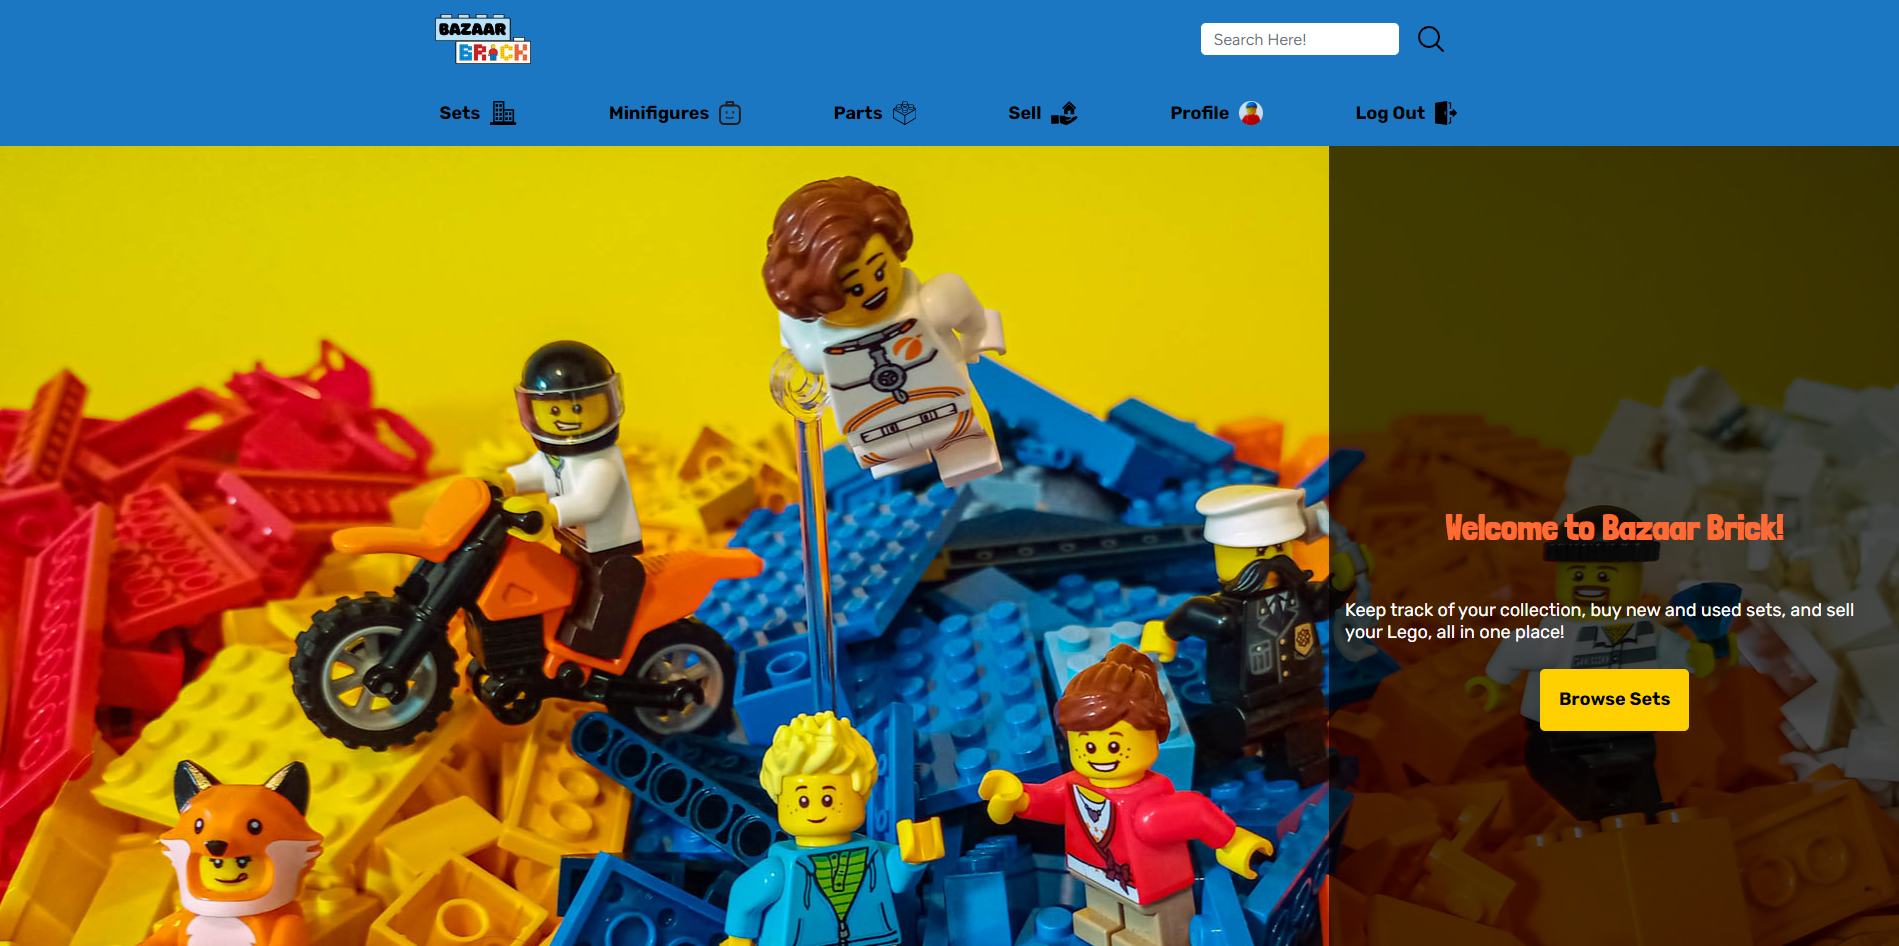 BAZAAR
BRICK
Search Here!
Sets
Minifigures
Parts
Sell
Profile
Log Out
Welcome to Bazaar Brick!
Keep track of your collection, buy new and used sets, and sell
your Lego, all in one place!
Browse Sets